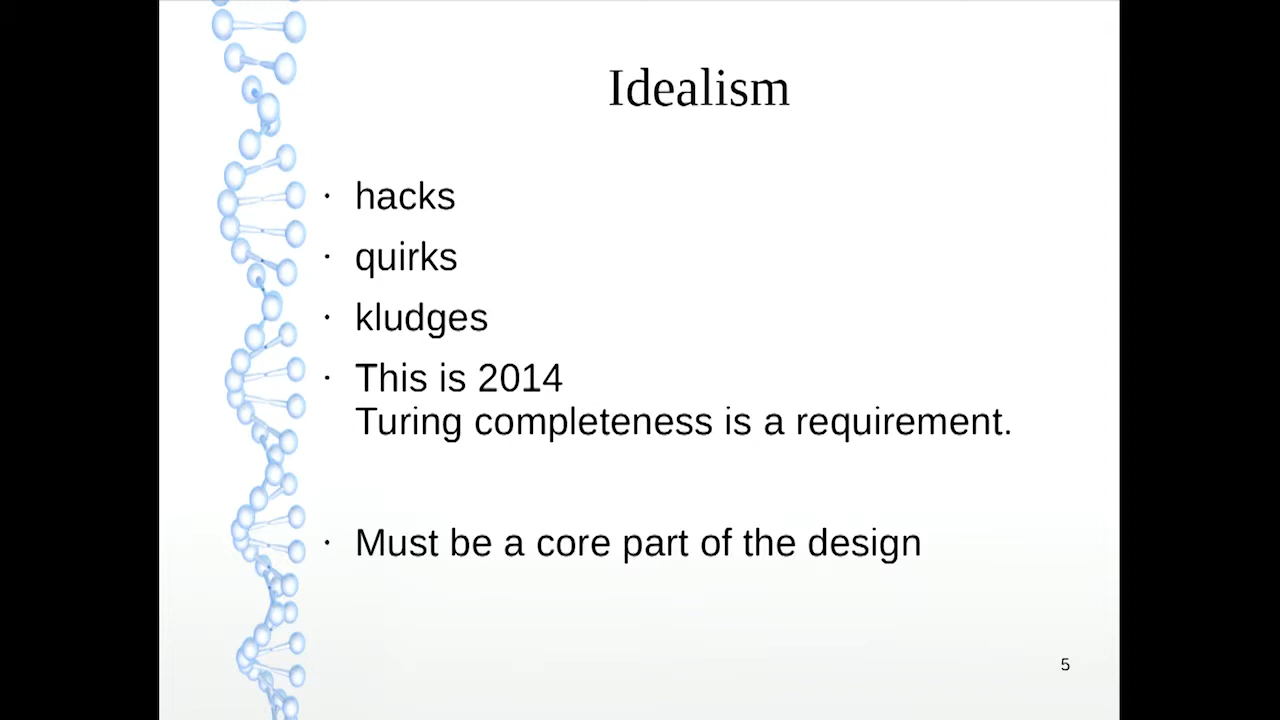 Idealism
· hacks
· quirks
· kludges
· This is 2014
Turing completeness is a requirement.
· Must be a core part of the design
5